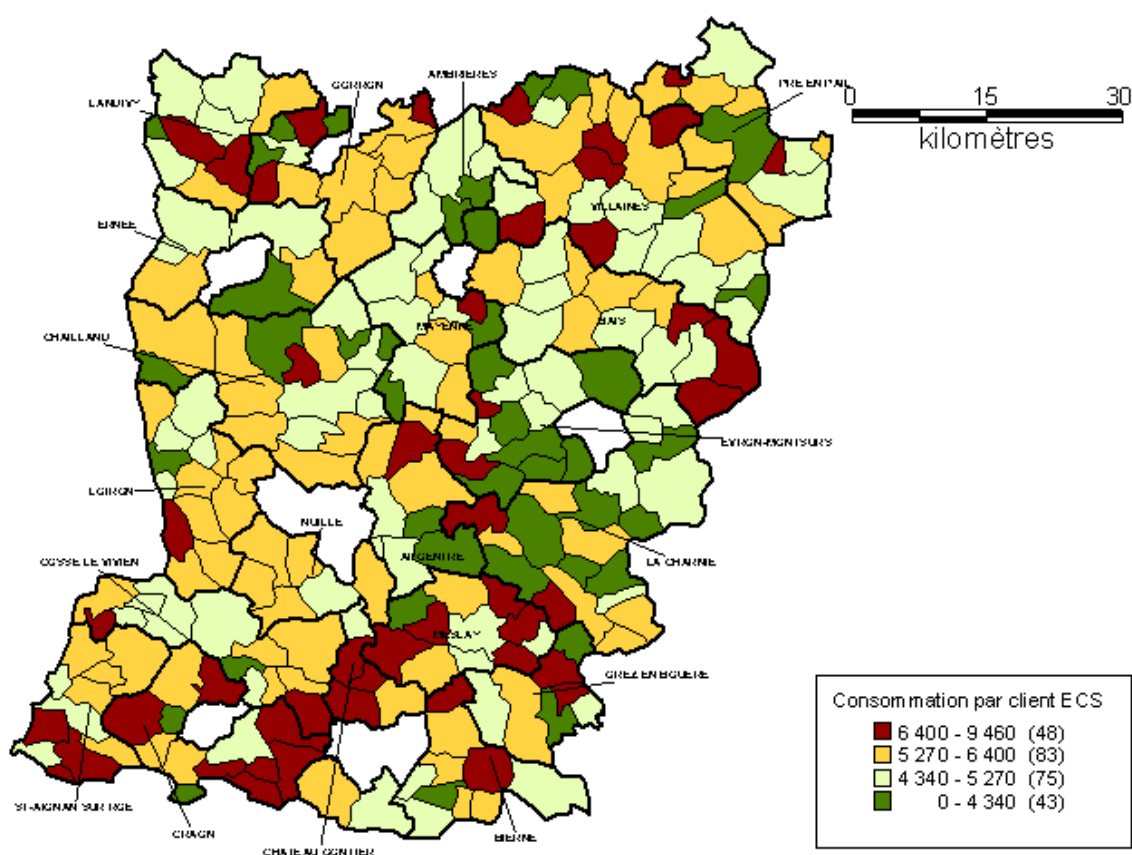 GORRON
AMBRIERES
LANDIVY
PRE EN PAIL
0 15 30
kilomètres
VILLAINES
ERNEE
MAYENNE
BAIS
CHAILLAND
EVRON-MONTSURS
LOIRON
NUILLE
COSSE LE VIVIEN
ARGENTRE
LA CHARNIE
MESLAY
GREZ EN BOUERE
ST-AIGNAN SUR ROE
CRAON
CHATEAU GONTIER
BIERNE
Consommation par client ECS
6 400 - 9 460 (48)
5 270 - 6 400 (83)
4 340 - 5 270 (75)
0 - 4 340 (43)